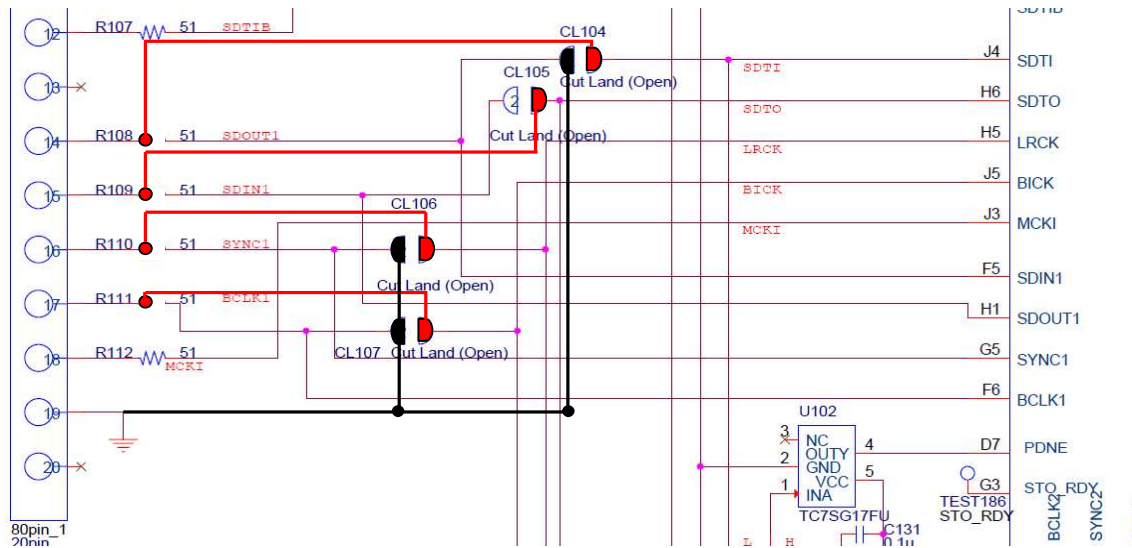 SDTIB
12 R107 51 SDTIB
CL104
J4 SDTI
SDTI
13
CL105
Cut Land (Open)
2
H6 SDTO
SDTO
14 R108 51 SDOUT1
Cut Land (Open)
H5 LRCK
LRCK
15 R109 51 SDIN1
J5 BICK
BICK
CL106
J3 MCKI
MCKI
16 R110 51 SYNC1
F5 SDIN1
Cut Land (Open)
17 R111 51 BCLK1
H1 SDOUT1
18 R112 51
MCKI
CL107 Cut Land (Open)
G5 SYNC1
F6 BCLK1
19
U102
3 NC
OUTY 4
D7 PDNE
2 GND
VCC 5
1 INA
20
G3 STO_RDY
TEST186
STO_RDY
TC7SG17FU
C131
0.1u
BCLK2
SYNC2
80pin_1
20pin
L H